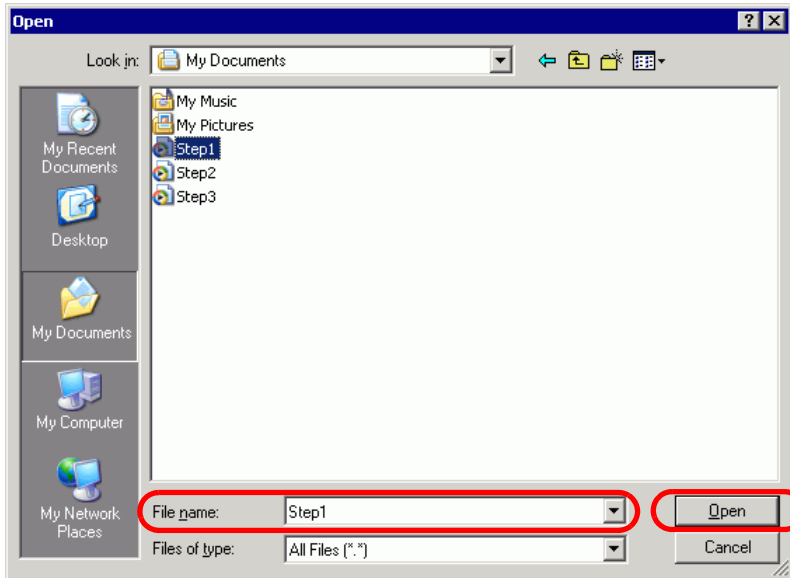 Open
Look in: My Documents
My Recent
Documents
Desktop
My Documents
My Computer
My Network
Places
My Music
My Pictures
Step1
Step2
Step3
File name: Step1 Open
Files of type: All Files (*.*) Cancel